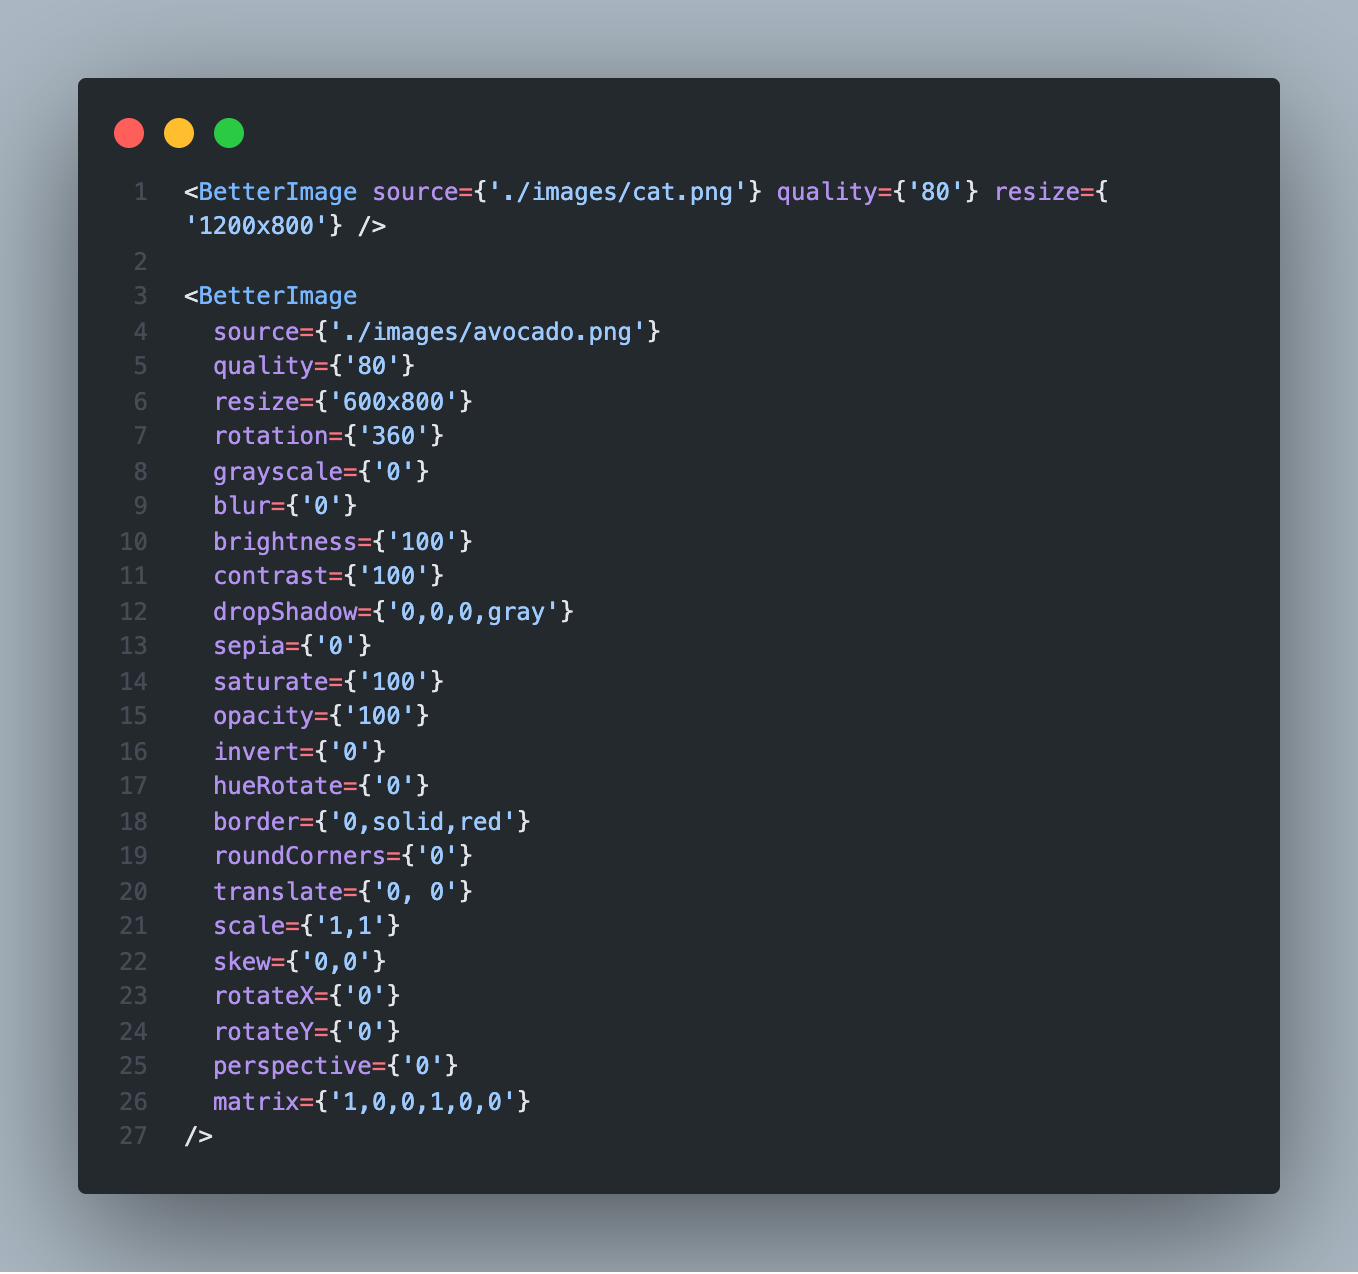 1 <BetterImage source={'./images/cat.png'} quality={'80'} resize={
'1200x800'} />
2
3 <BetterImage
4   source={'./images/avocado.png'}
5   quality={'80'}
6   resize={'600x800'}
7   rotation={'360'}
8   grayscale={'0'}
9   blur={'0'}
10   brightness={'100'}
11   contrast={'100'}
12   dropShadow={'0,0,0,gray'}
13   sepia={'0'}
14   saturate={'100'}
15   opacity={'100'}
16   invert={'0'}
17   hueRotate={'0'}
18   border={'0,solid,red'}
19   roundCorners={'0'}
20   translate={'0, 0'}
21   scale={'1,1'}
22   skew={'0,0'}
23   rotateX={'0'}
24   rotateY={'0'}
25   perspective={'0'}
26   matrix={'1,0,0,1,0,0'}
27 />